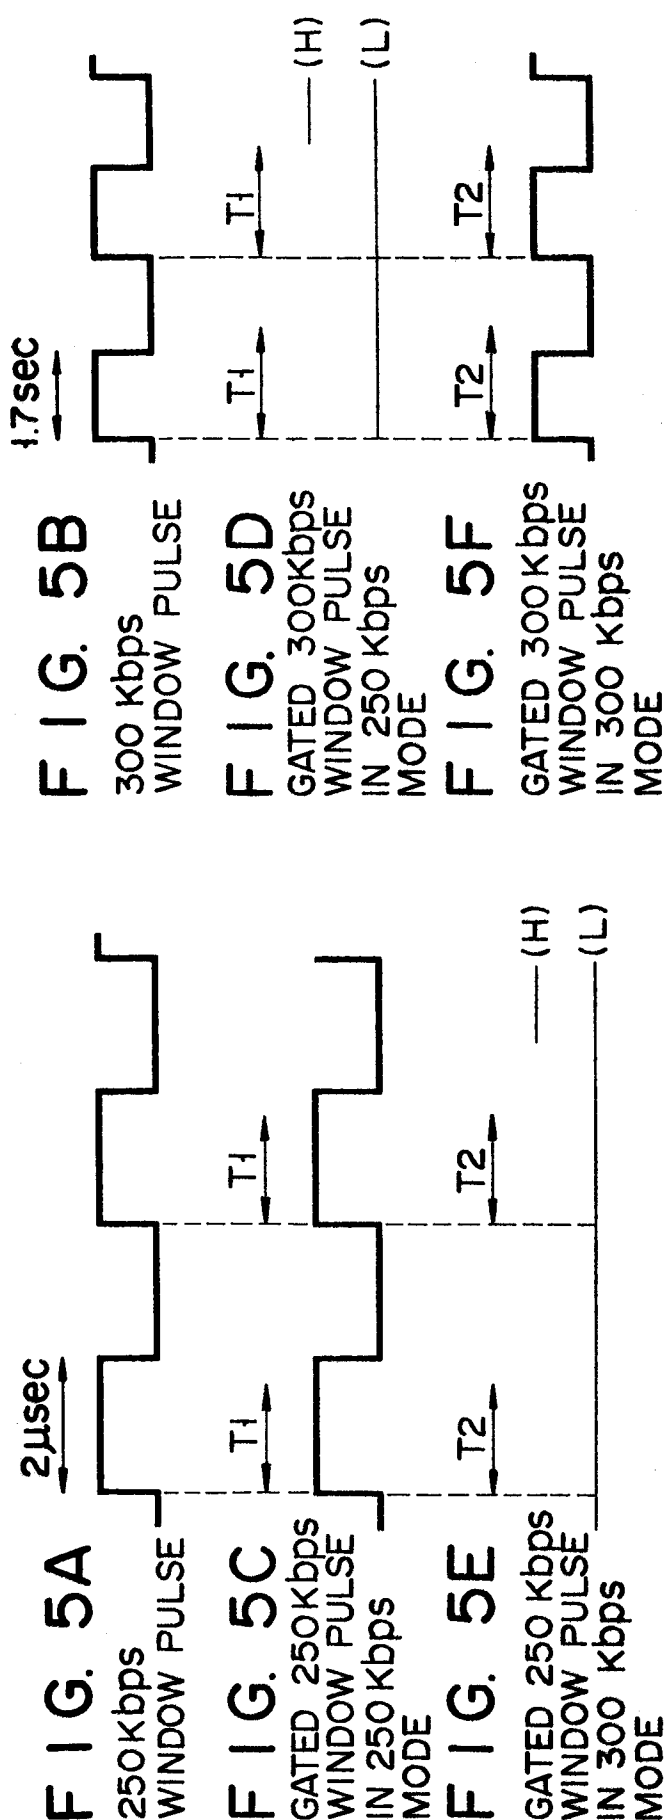 FIG. 5A
250Kbps
WINDOW PULSE
2µsec
FIG. 5C
GATED 250Kbps
WINDOW PULSE
IN 250Kbps
MODE
T1
T1
FIG. 5E
GATED 250 Kbps
WINDOW PULSE
IN 300 Kbps
MODE
T2
T2
(H)
(L)
FIG. 5B
300 Kbps
WINDOW PULSE
1.7sec
FIG. 5D
GATED 300Kbps
WINDOW PULSE
IN 250 Kbps
MODE
T1
T1
(H)
(L)
FIG. 5F
GATED 300Kbps
WINDOW PULSE
IN 300 Kbps
MODE
T2
T2